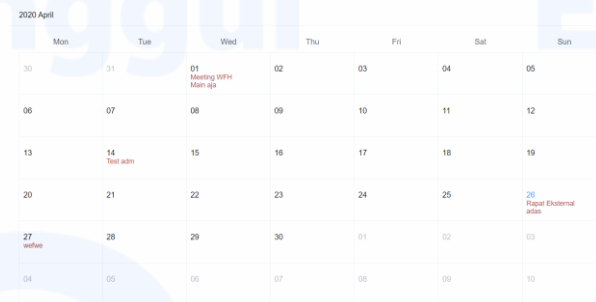 2020 April
Mon Tue Wed Thu Fri Sat Sun
30 31 01 02 03 04 05
Meeting WFH
Main aja
06 07 08 09 10 11 12
13 14 15 16 17 18 19
Test adm
20 21 22 23 24 25 26
Rapat Eksternal
adas
27 28 29 30 01 02 03
wefwe
04 05 06 07 08 09 10